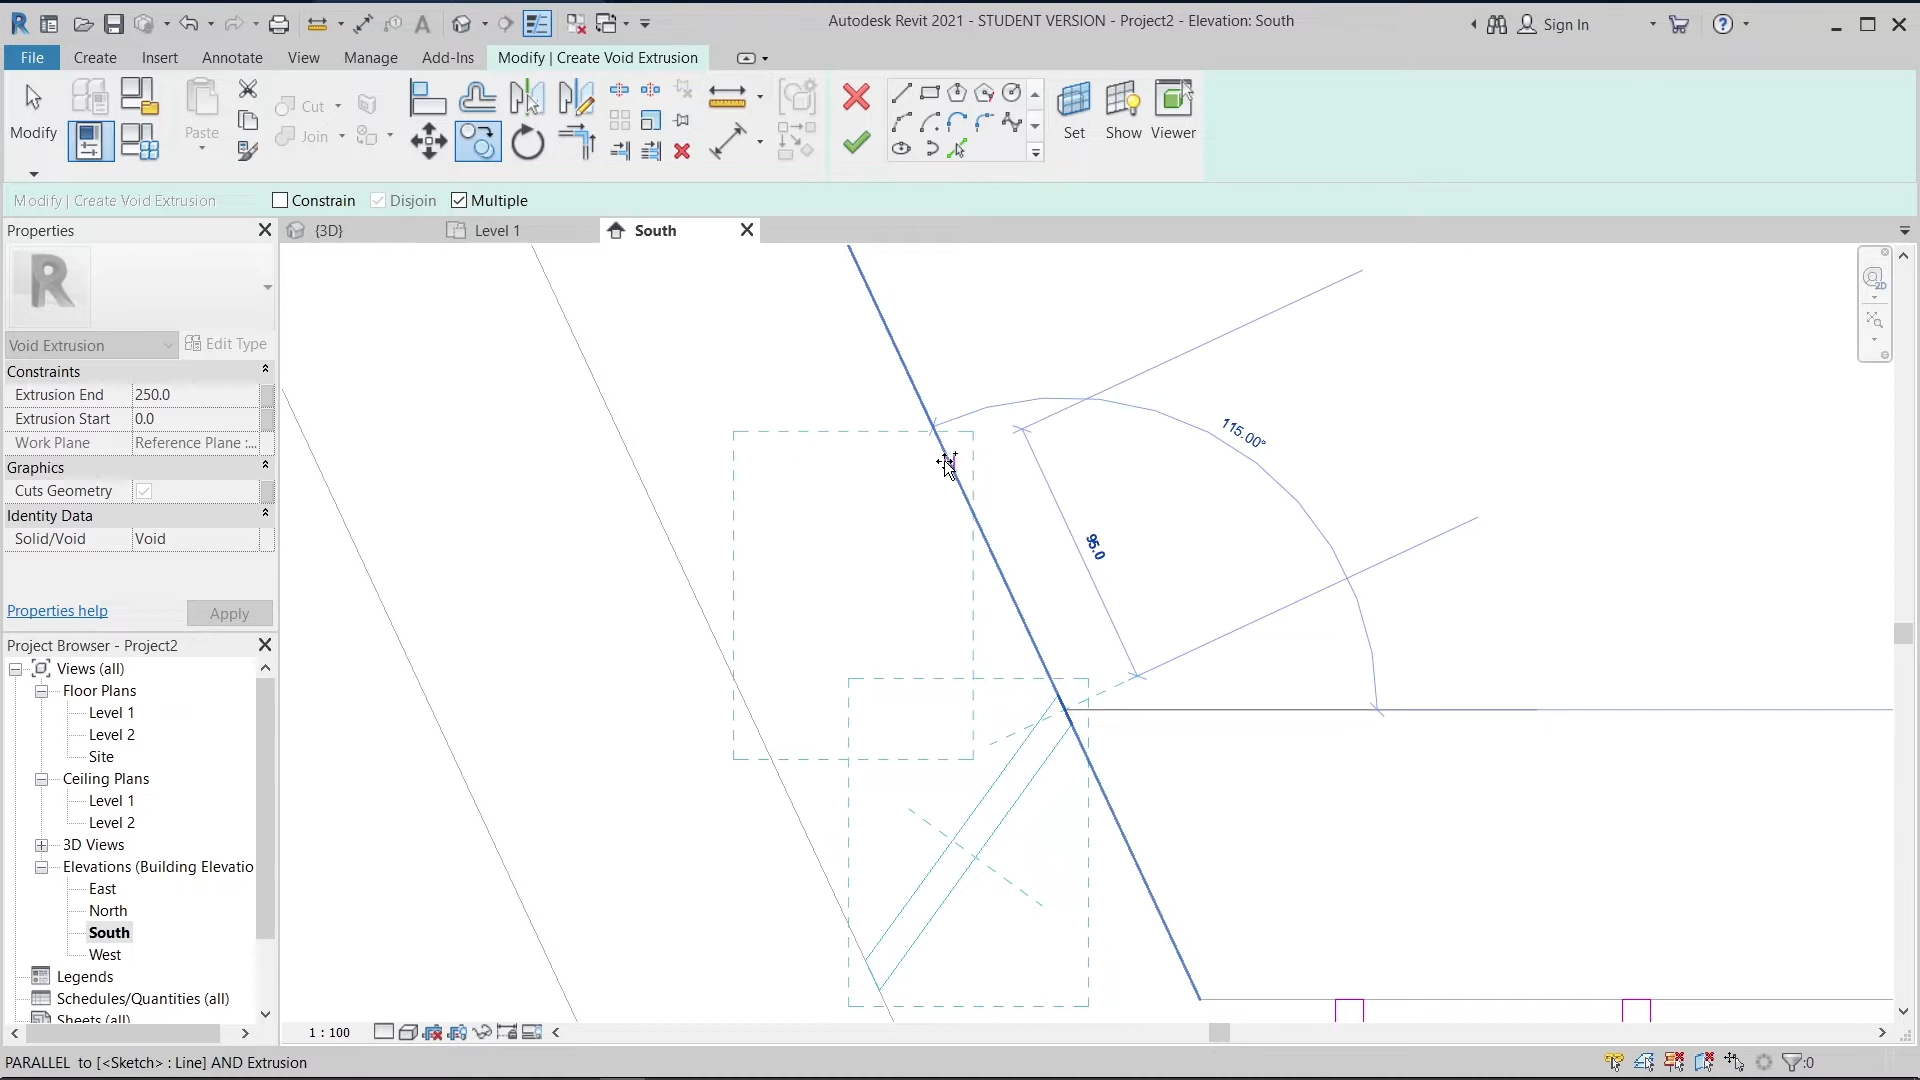 Autodesk Revit 2021 - STUDENT VERSION - Project2 - Elevation: South
Sign In
File Create Insert Annotate View Manage Add-Ins Modify | Create Void Extrusion
Modify
Paste
Cut
Join
Set Show Viewer
Modify | Create Void Extrusion Constrain Disjoin Multiple
Properties
{3D} Level 1 South
R
Void Extrusion Edit Type
Constraints
Extrusion End 250.0
Extrusion Start 0.0
Work Plane Reference Plane :...
Graphics
Cuts Geometry
Identity Data
Solid/Void Void
Properties help Apply
115.00°
95.0
Project Browser - Project2
Views (all)
Floor Plans
Level 1
Level 2
Site
Ceiling Plans
Level 1
Level 2
3D Views
Elevations (Building Elevatio
East
North
South
West
Legends
Schedules/Quantities (all)
Sheets (all)
1 : 100
PARALLEL to [<Sketch> : Line] AND Extrusion
:0